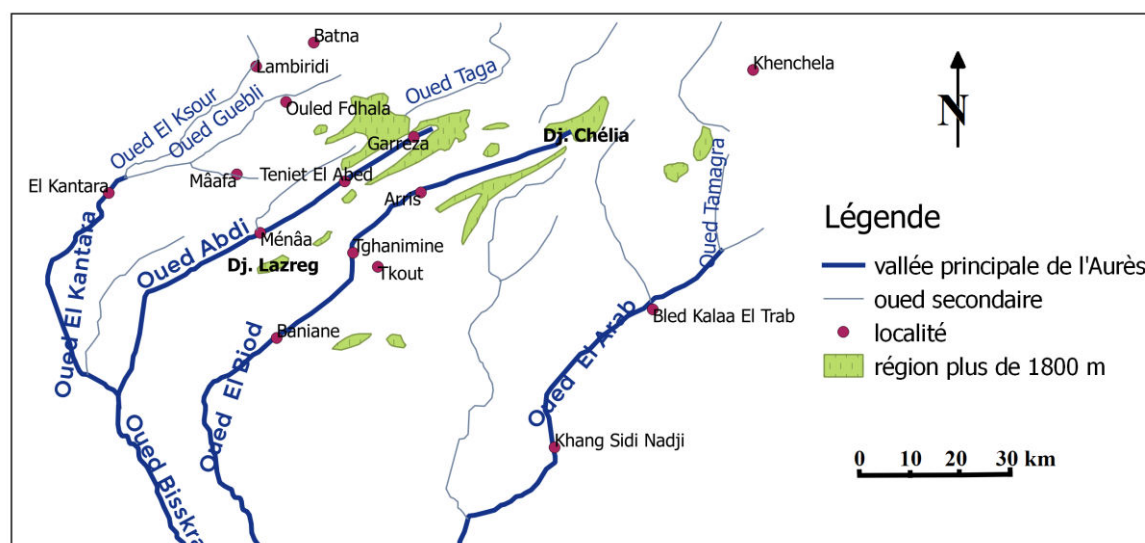 Batna
Lambiridi
Oued Taga
Khenchela
N
Oued El Ksour
Oued Guebli
Ouled Fdhala
Garreza
Dj. Chélia
El Kantara
Mâafa
Teniet El Abed
Arris
Oued Tamagra
Légende
Oued El Kantara
Oued Abdi
Ménâa
Dj. Lazreg
Tghanimine
Tkout
vallée principale de l'Aurès
oued secondaire
Bled Kalaa El Trab
localité
Baniane
région plus de 1800 m
Oued El Biod
Oued El Arab
Oued Bisskra
Khang Sidi Nadji
0 10 20 30 km